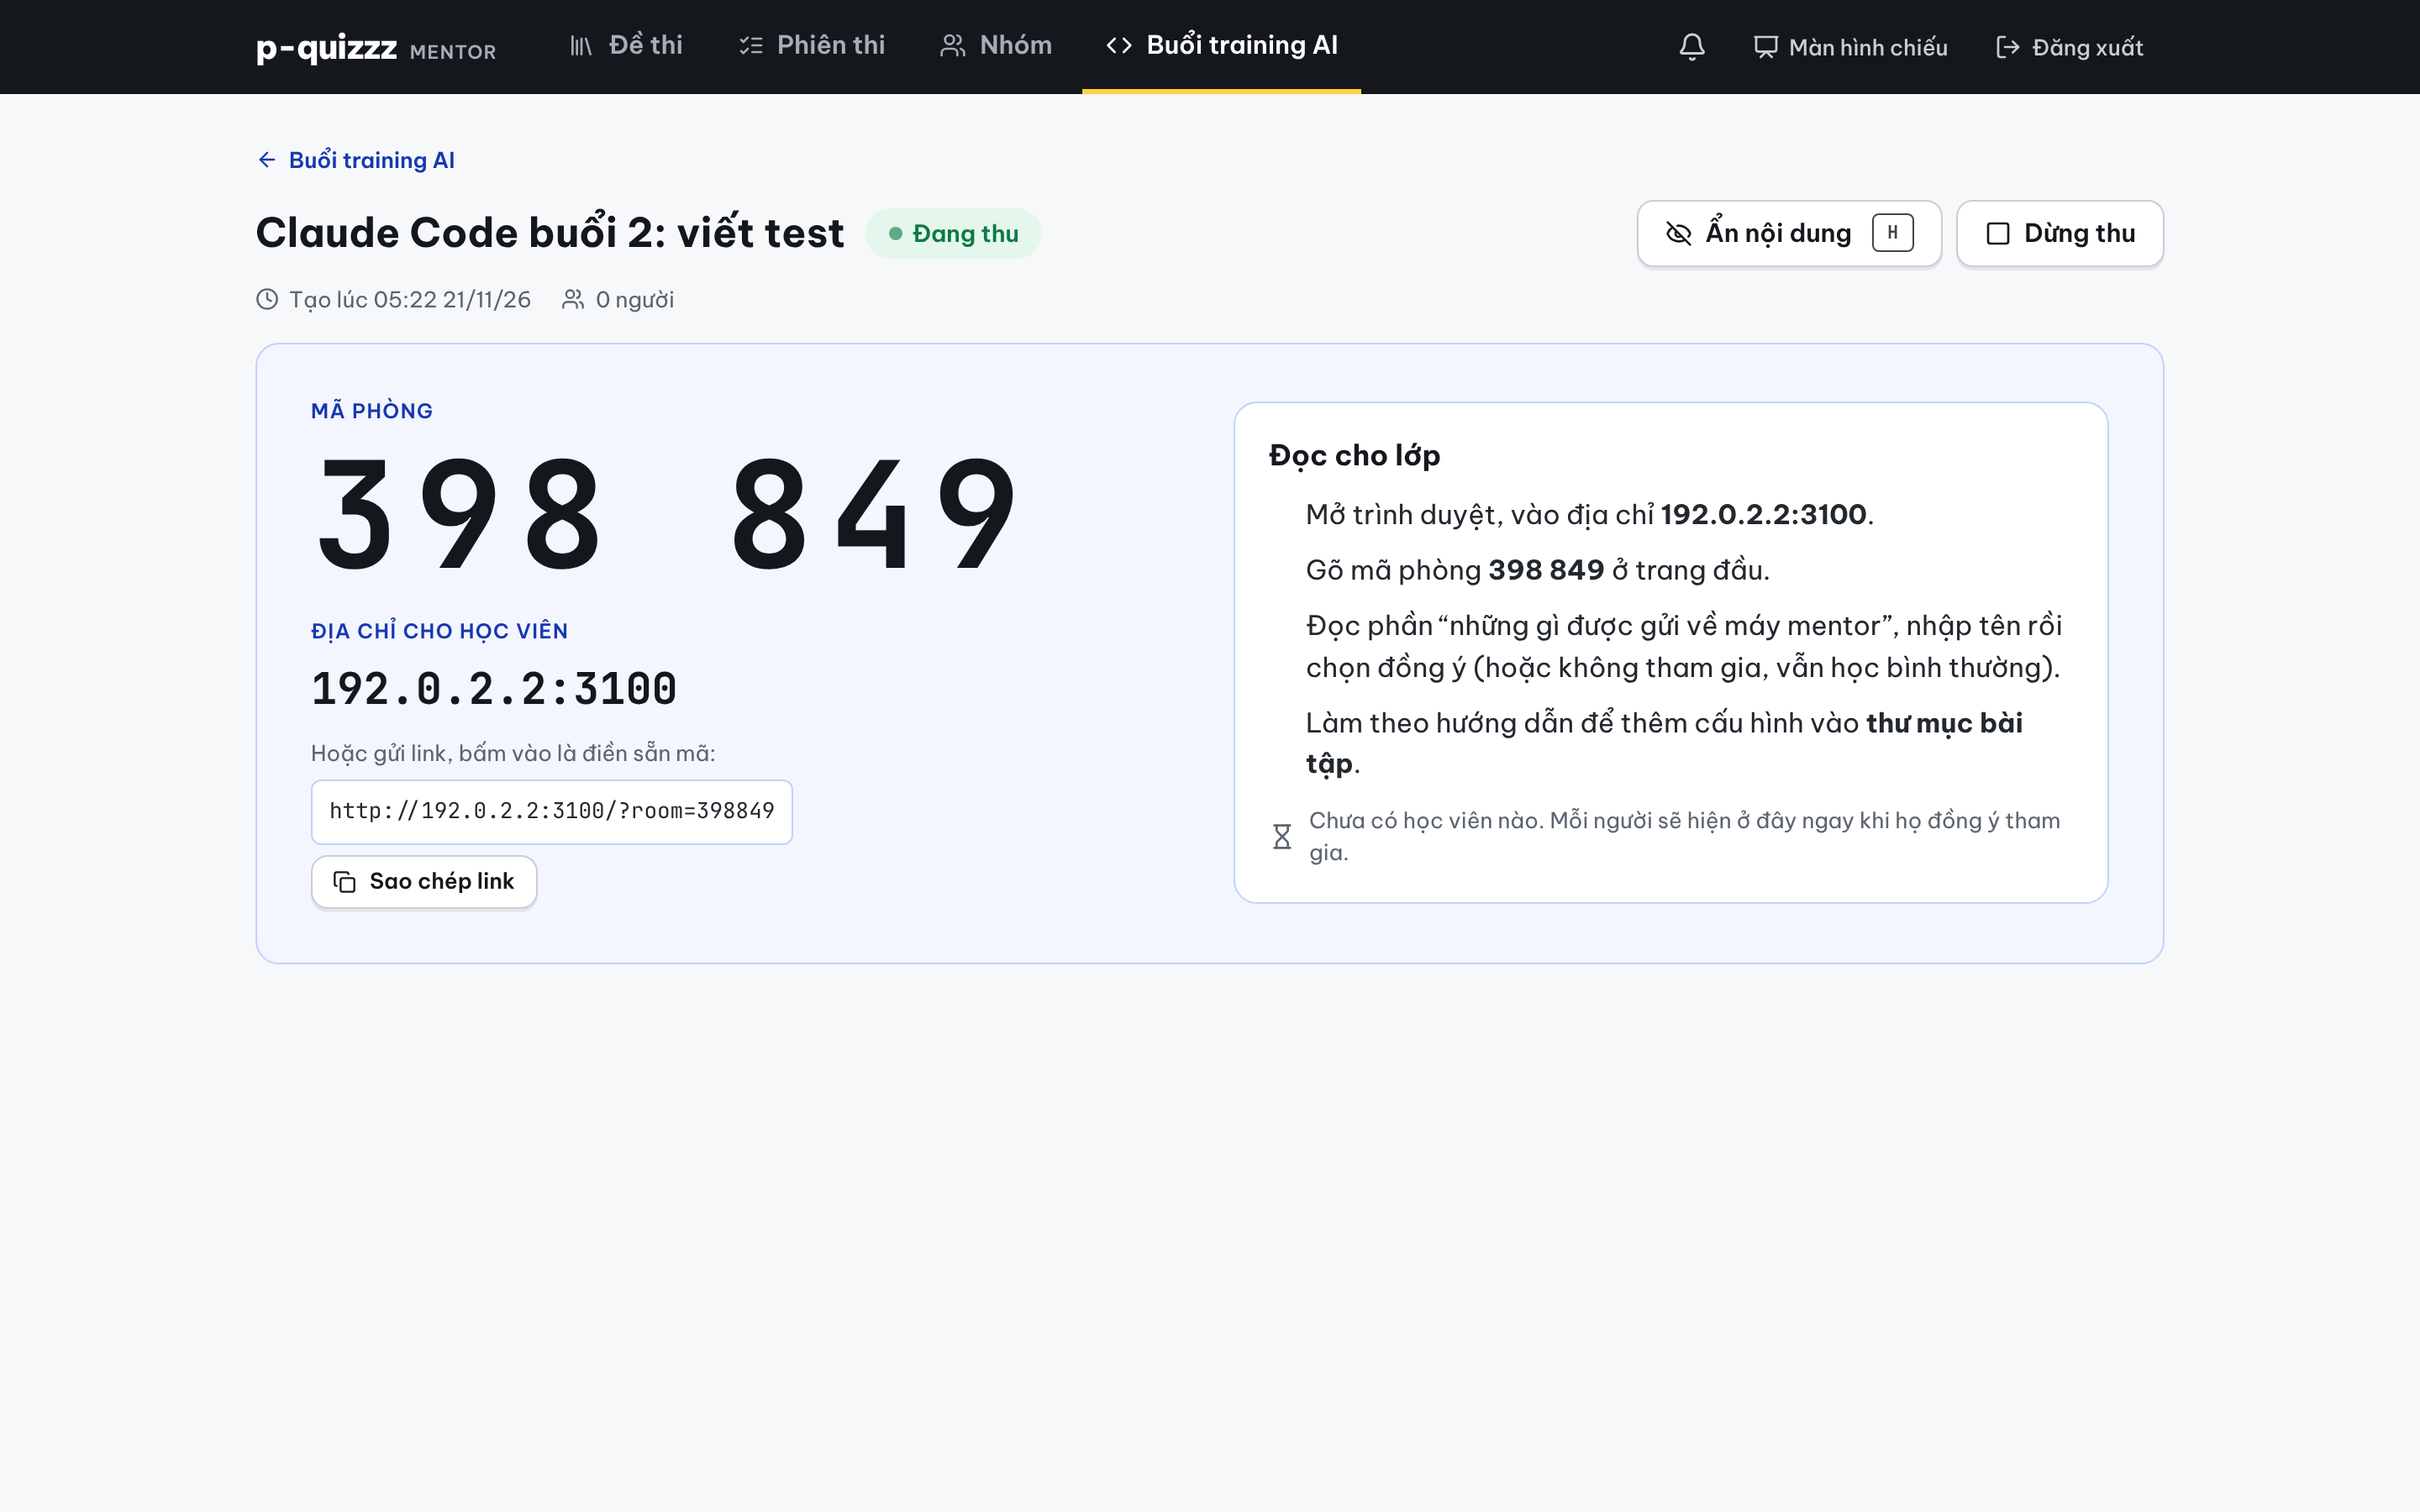 p-quizzz MENTOR
Đề thi
Phiên thi
Nhóm
Buổi training AI
Màn hình chiếu
Đăng xuất
Buổi training AI
Claude Code buổi 2: viết test
Đang thu
Ẩn nội dung H
Dừng thu
Tạo lúc 05:22 21/11/26
0 người
MÃ PHÒNG
398 849
ĐỊA CHỈ CHO HỌC VIÊN
192.0.2.2:3100
Hoặc gửi link, bấm vào là điền sẵn mã:
http://192.0.2.2:3100/?room=398849
Sao chép link
Đọc cho lớp
Mở trình duyệt, vào địa chỉ 192.0.2.2:3100.
Gõ mã phòng 398 849 ở trang đầu.
Đọc phần “những gì được gửi về máy mentor”, nhập tên rồi
chọn đồng ý (hoặc không tham gia, vẫn học bình thường).
Làm theo hướng dẫn để thêm cấu hình vào thư mục bài
tập.
Chưa có học viên nào. Mỗi người sẽ hiện ở đây ngay khi họ đồng ý tham
gia.